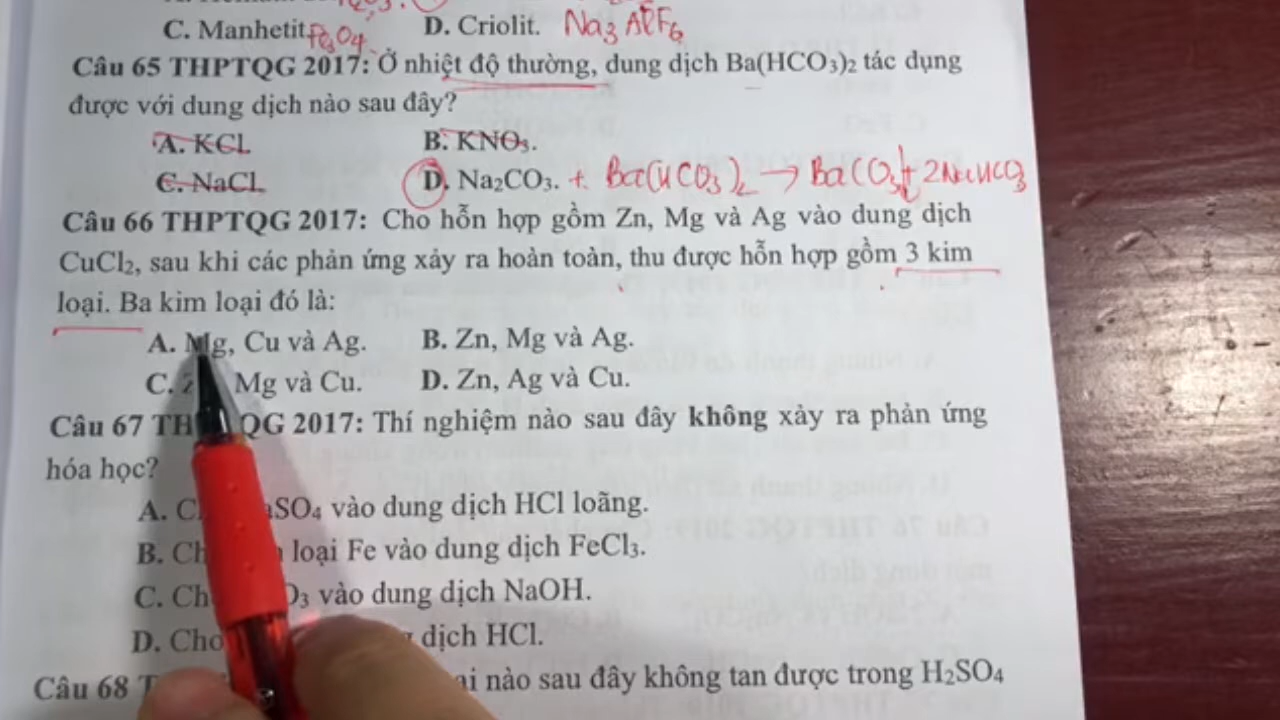 C. Manhetit. Fe3O4 D. Criolit. Na3AlF6
Câu 65 THPTQG 2017: Ở nhiệt độ thường, dung dịch Ba(HCO3)2 tác dụng
được với dung dịch nào sau đây?
A. KCl. B. KNO3.
C. NaCl. D. Na2CO3. + Ba(HCO3)2 → BaCO3↓ + 2NaHCO3
Câu 66 THPTQG 2017: Cho hỗn hợp gồm Zn, Mg và Ag vào dung dịch
CuCl2, sau khi các phản ứng xảy ra hoàn toàn, thu được hỗn hợp gồm 3 kim
loại. Ba kim loại đó là:
A. Mg, Cu và Ag. B. Zn, Mg và Ag.
C. Mg và Cu. D. Zn, Ag và Cu.
Câu 67 QG 2017: Thí nghiệm nào sau đây không xảy ra phản ứng
hóa học?
A. SO4 vào dung dịch HCl loãng.
B. loại Fe vào dung dịch FeCl3.
C. O3 vào dung dịch NaOH.
D. Cho dịch HCl.
Câu 68 nào sau đây không tan được trong H2SO4